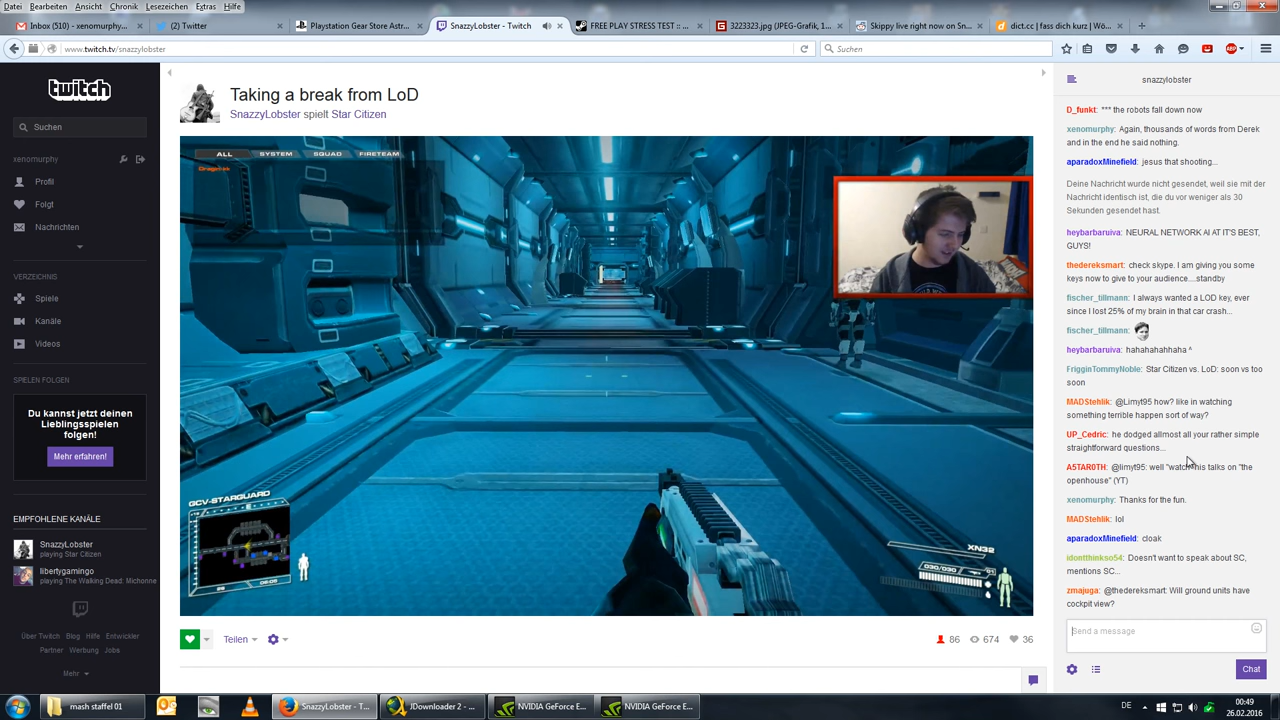 Datei Bearbeiten Ansicht Chronik Lesezeichen Extras Hilfe
Inbox (510) - xenomurphy...
Twitter
Playstation Gear Store Astr...
SnazzyLobster - Twitch
FREE PLAY STRESS TEST :: ...
3223323.jpg (JPEG-Grafik, 1...
Skippy live right now on Sn...
dict.cc | fass dich kurz | Wö...
www.twitch.tv/snazzylobster
Suchen
twitch
Suchen
xenomurphy
Profil
Folgt
Nachrichten
VERZEICHNIS
Spiele
Kanäle
Videos
SPIELEN FOLGEN
Du kannst jetzt deinen
Lieblingsspielen
folgen!
Mehr erfahren!
EMPFOHLENE KANÄLE
SnazzyLobster
playing Star Citizen
libertygamingo
playing The Walking Dead: Michonne
Über Twitch Blog Hilfe Entwickler
Partner Werbung Jobs
Mehr
Taking a break from LoD
SnazzyLobster spielt Star Citizen
ALL SYSTEM SQUAD FIRETEAM
GCV-STARGUARD
XN32
030/030
Teilen
86 674 36
snazzylobster
D_funkt: *** the robots fall down now
xenomurphy: Again, thousands of words from Derek
and in the end he said nothing.
aparadoxMinefield: jesus that shooting...
Deine Nachricht wurde nicht gesendet, weil sie mit der
Nachricht identisch ist, die du vor weniger als 30
Sekunden gesendet hast.
heybarbaruiva: NEURAL NETWORK AI AT IT'S BEST,
GUYS!
thedereksmart: check skype. I am giving you some
keys now to give to your audience....standby
fischer_tillmann: I always wanted a LOD key, ever
since I lost 25% of my brain in that car crash...
fischer_tillmann:
heybarbaruiva: hahahahahhaha ^
FrigginTommyNoble: Star Citizen vs. LoD: soon vs too
soon
MADStehlik: @Limyt95 how? like in watching
something terrible happen sort of way?
UP_Cedric: he dodged allmost all your rather simple
straightforward questions...
A5TAR0TH: @limyt95: well "watch his talks on "the
openhouse" (YT)
xenomurphy: Thanks for the fun.
MADStehlik: lol
aparadoxMinefield: cloak
idontthinkso54: Doesn't want to speak about SC,
mentions SC...
zmajuga: @thedereksmart: Will ground units have
cockpit view?
Send a message
Chat
mash staffel 01
SnazzyLobster - T...
JDownloader 2 - ...
NVIDIA GeForce E...
NVIDIA GeForce E...
DE
00:49
26.02.2016